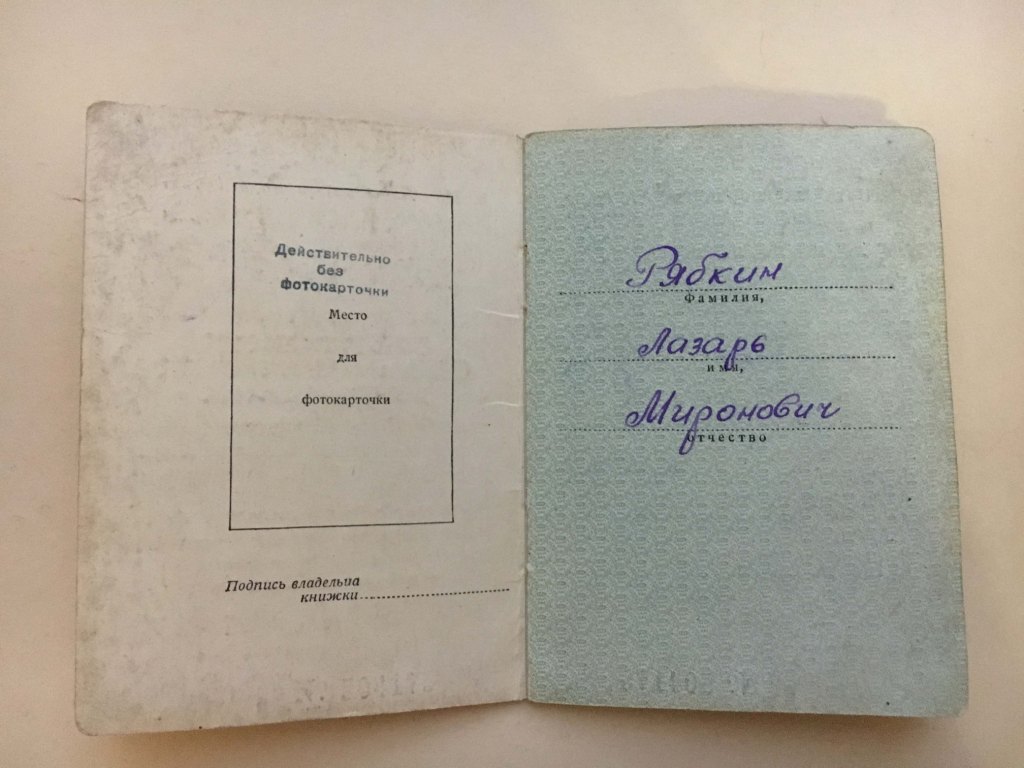 Действительно
без
фотокарточки
Место
для
фотокарточки
Подпись владельца
книжки
Рябкин
фамилия,
Лазарь
имя,
Миронович
отчество